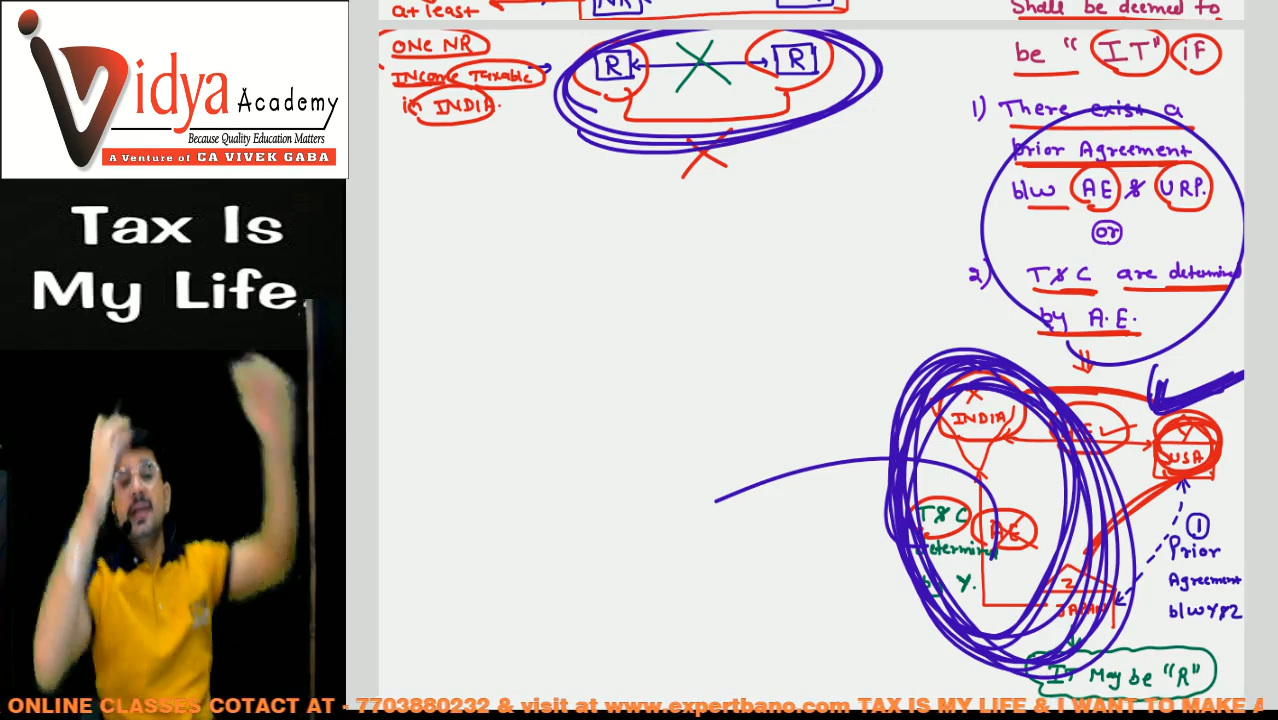 Vidya Academy
Because Quality Education Matters
A Venture of CA VIVEK GABA
Tax Is
My Life.
at least
NR
one NR
Income Taxable
in INDIA.
R
R
Shall be deemed to
be "IT" if
1) There exist a
prior Agreement
b/w AE & URP.
or
2) T&C are determined
by A.E.
X
INDIA
Y
USA
T&C
determined
by Y.
AE
Z
JAPAN
1
Prior
Agreement
b/w Y&Z
IT May be "R"
ONLINE CLASSES COTACT AT - 7703880232 & visit at www.expertbano.com TAX IS MY LIFE & I WANT TO MAKE